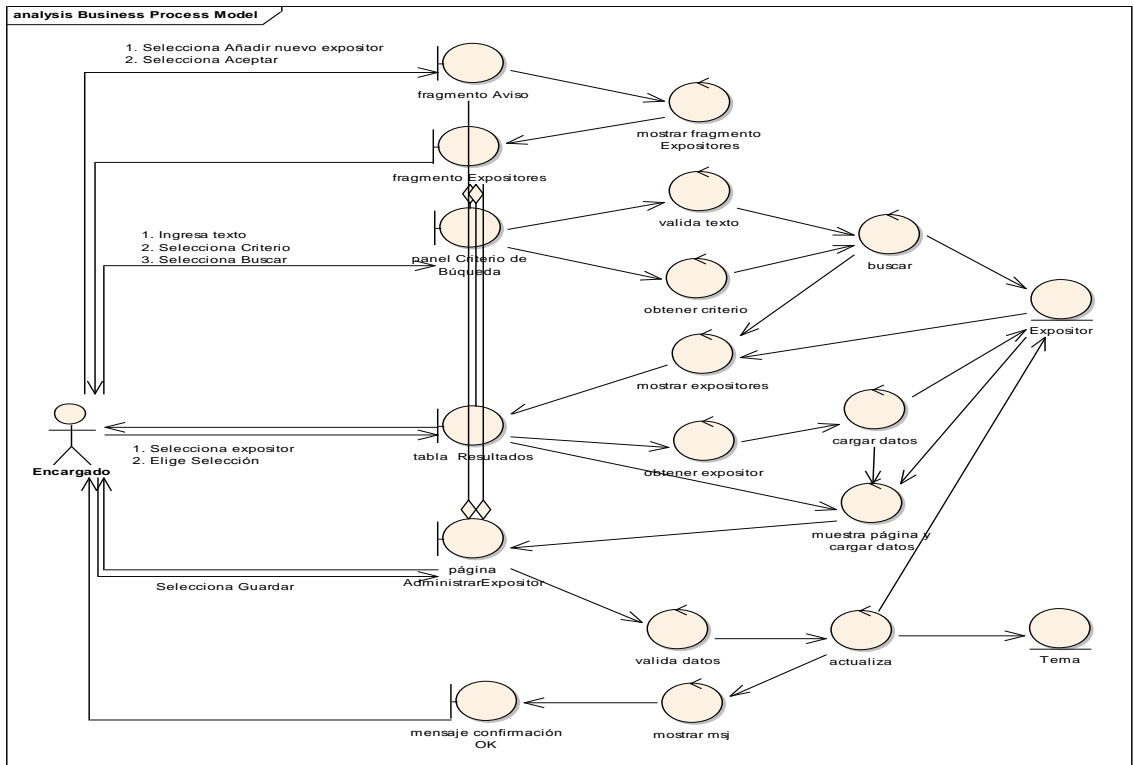 analysis Business Process Model
1. Selecciona Añadir nuevo expositor
2. Selecciona Aceptar
fragmento Aviso
mostrar fragmento
Expositores
fragmento Expositores
valida texto
1. Ingresa texto
2. Selecciona Criterio
3. Selecciona Buscar
panel Criterio de
Búqueda
buscar
obtener criterio
Expositor
mostrar expositores
cargar datos
1. Selecciona expositor
2. Elige Selección
tabla Resultados
obtener expositor
Encargado
muestra página y
cargar datos
página
AdministrarExpositor
Selecciona Guardar
valida datos
actualiza
Tema
mensaje confirmación
OK
mostrar msj